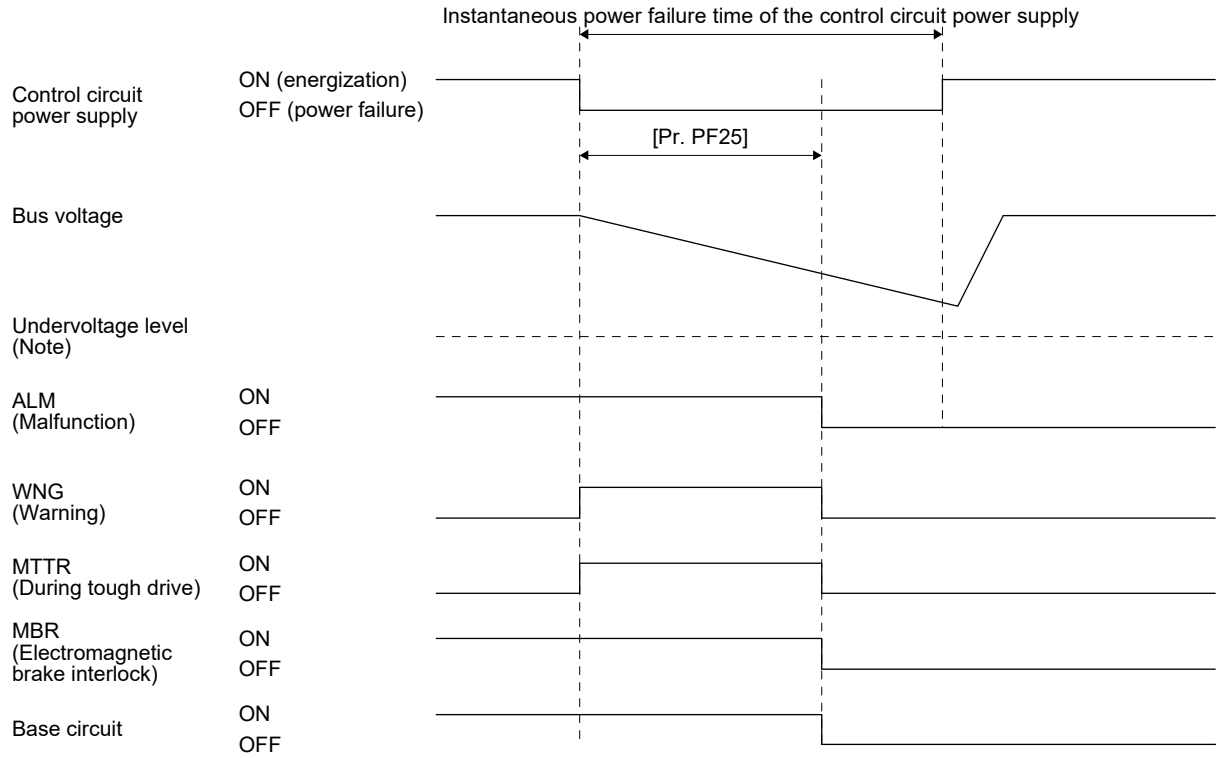 Instantaneous power failure time of the control circuit power supply
Control circuit
power supply
ON (energization)
OFF (power failure)
[Pr. PF25]
Bus voltage
Undervoltage level
(Note)
ALM
(Malfunction)
ON
OFF
WNG
(Warning)
ON
OFF
MTTR
(During tough drive)
ON
OFF
MBR
(Electromagnetic
brake interlock)
ON
OFF
Base circuit
ON
OFF